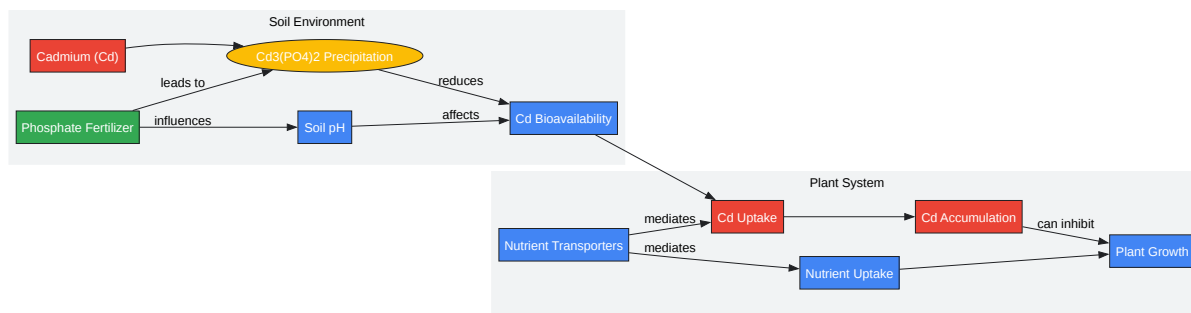 Soil Environment
Cadmium (Cd)
Cd3(PO4)2 Precipitation
leads to
reduces
Phosphate Fertilizer
influences
Soil pH
affects
Cd Bioavailability
Plant System
Nutrient Transporters
mediates
mediates
Cd Uptake
Cd Accumulation
can inhibit
Nutrient Uptake
Plant Growth